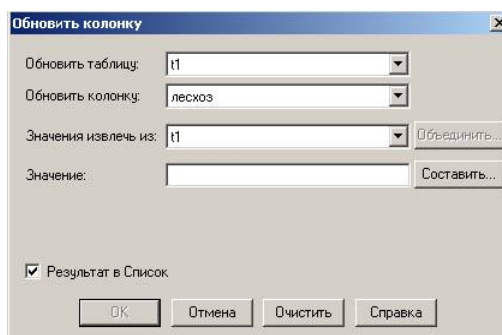 Обновить колонку
Обновить таблицу: t1
Обновить колонку: лесхоз
Значения извлечь из: t1 Объединить...
Значение: Составить...
Результат в Список
OK Отмена Очистить Справка